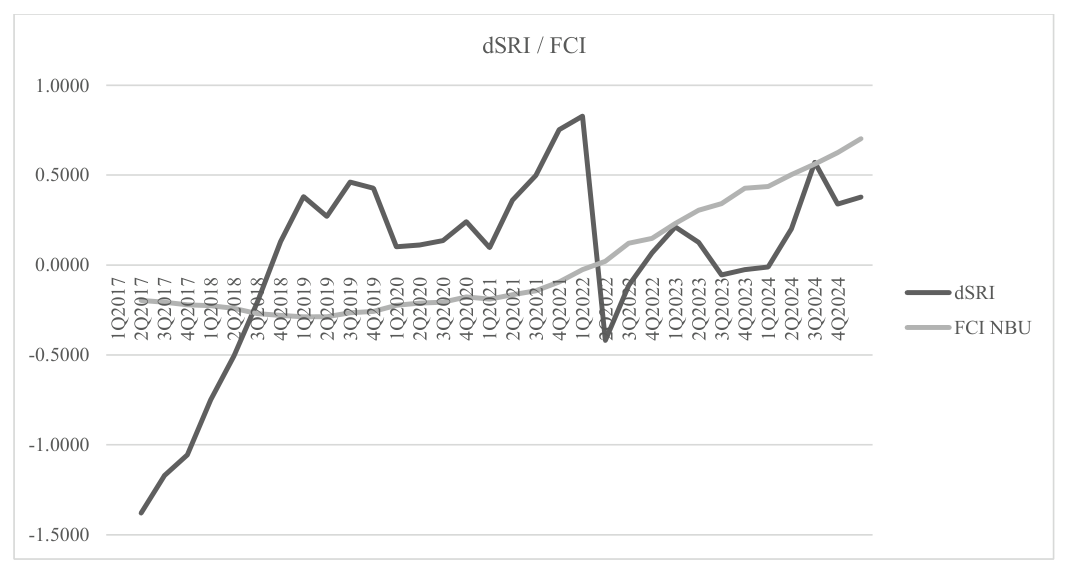 dSRI / FCI
1.0000
0.5000
0.0000
-0.5000
-1.0000
-1.5000
1Q2017
2Q2017
3Q2017
4Q2017
1Q2018
2Q2018
3Q2018
4Q2018
1Q2019
2Q2019
3Q2019
4Q2019
1Q2020
2Q2020
3Q2020
4Q2020
1Q2021
2Q2021
3Q2021
4Q2021
1Q2022
2Q2022
3Q2022
4Q2022
1Q2023
2Q2023
3Q2023
4Q2023
1Q2024
2Q2024
3Q2024
4Q2024
dSRI
FCI NBU